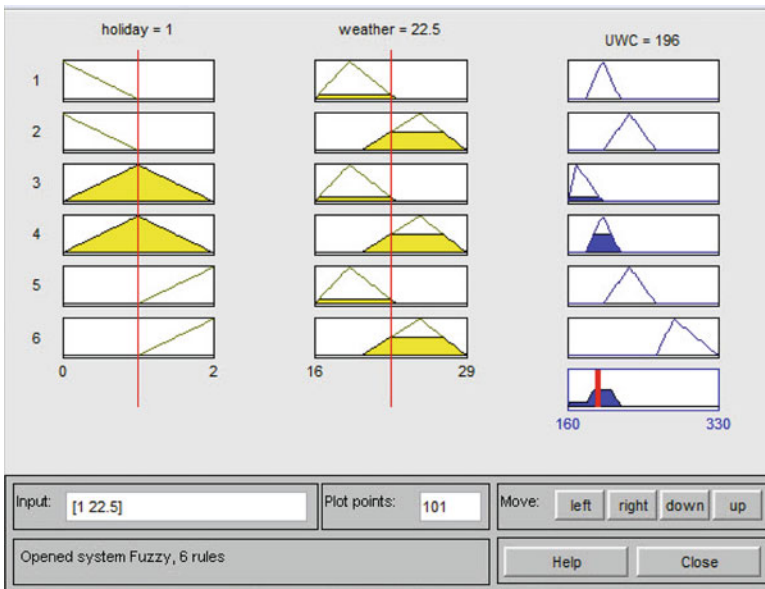 holiday = 1
weather = 22.5
UWC = 196
1
2
3
4
5
6
0
2
16
29
160
330
Input:
[1 22.5]
Plot points:
101
Move:
left
right
down
up
Opened system Fuzzy, 6 rules
Help
Close